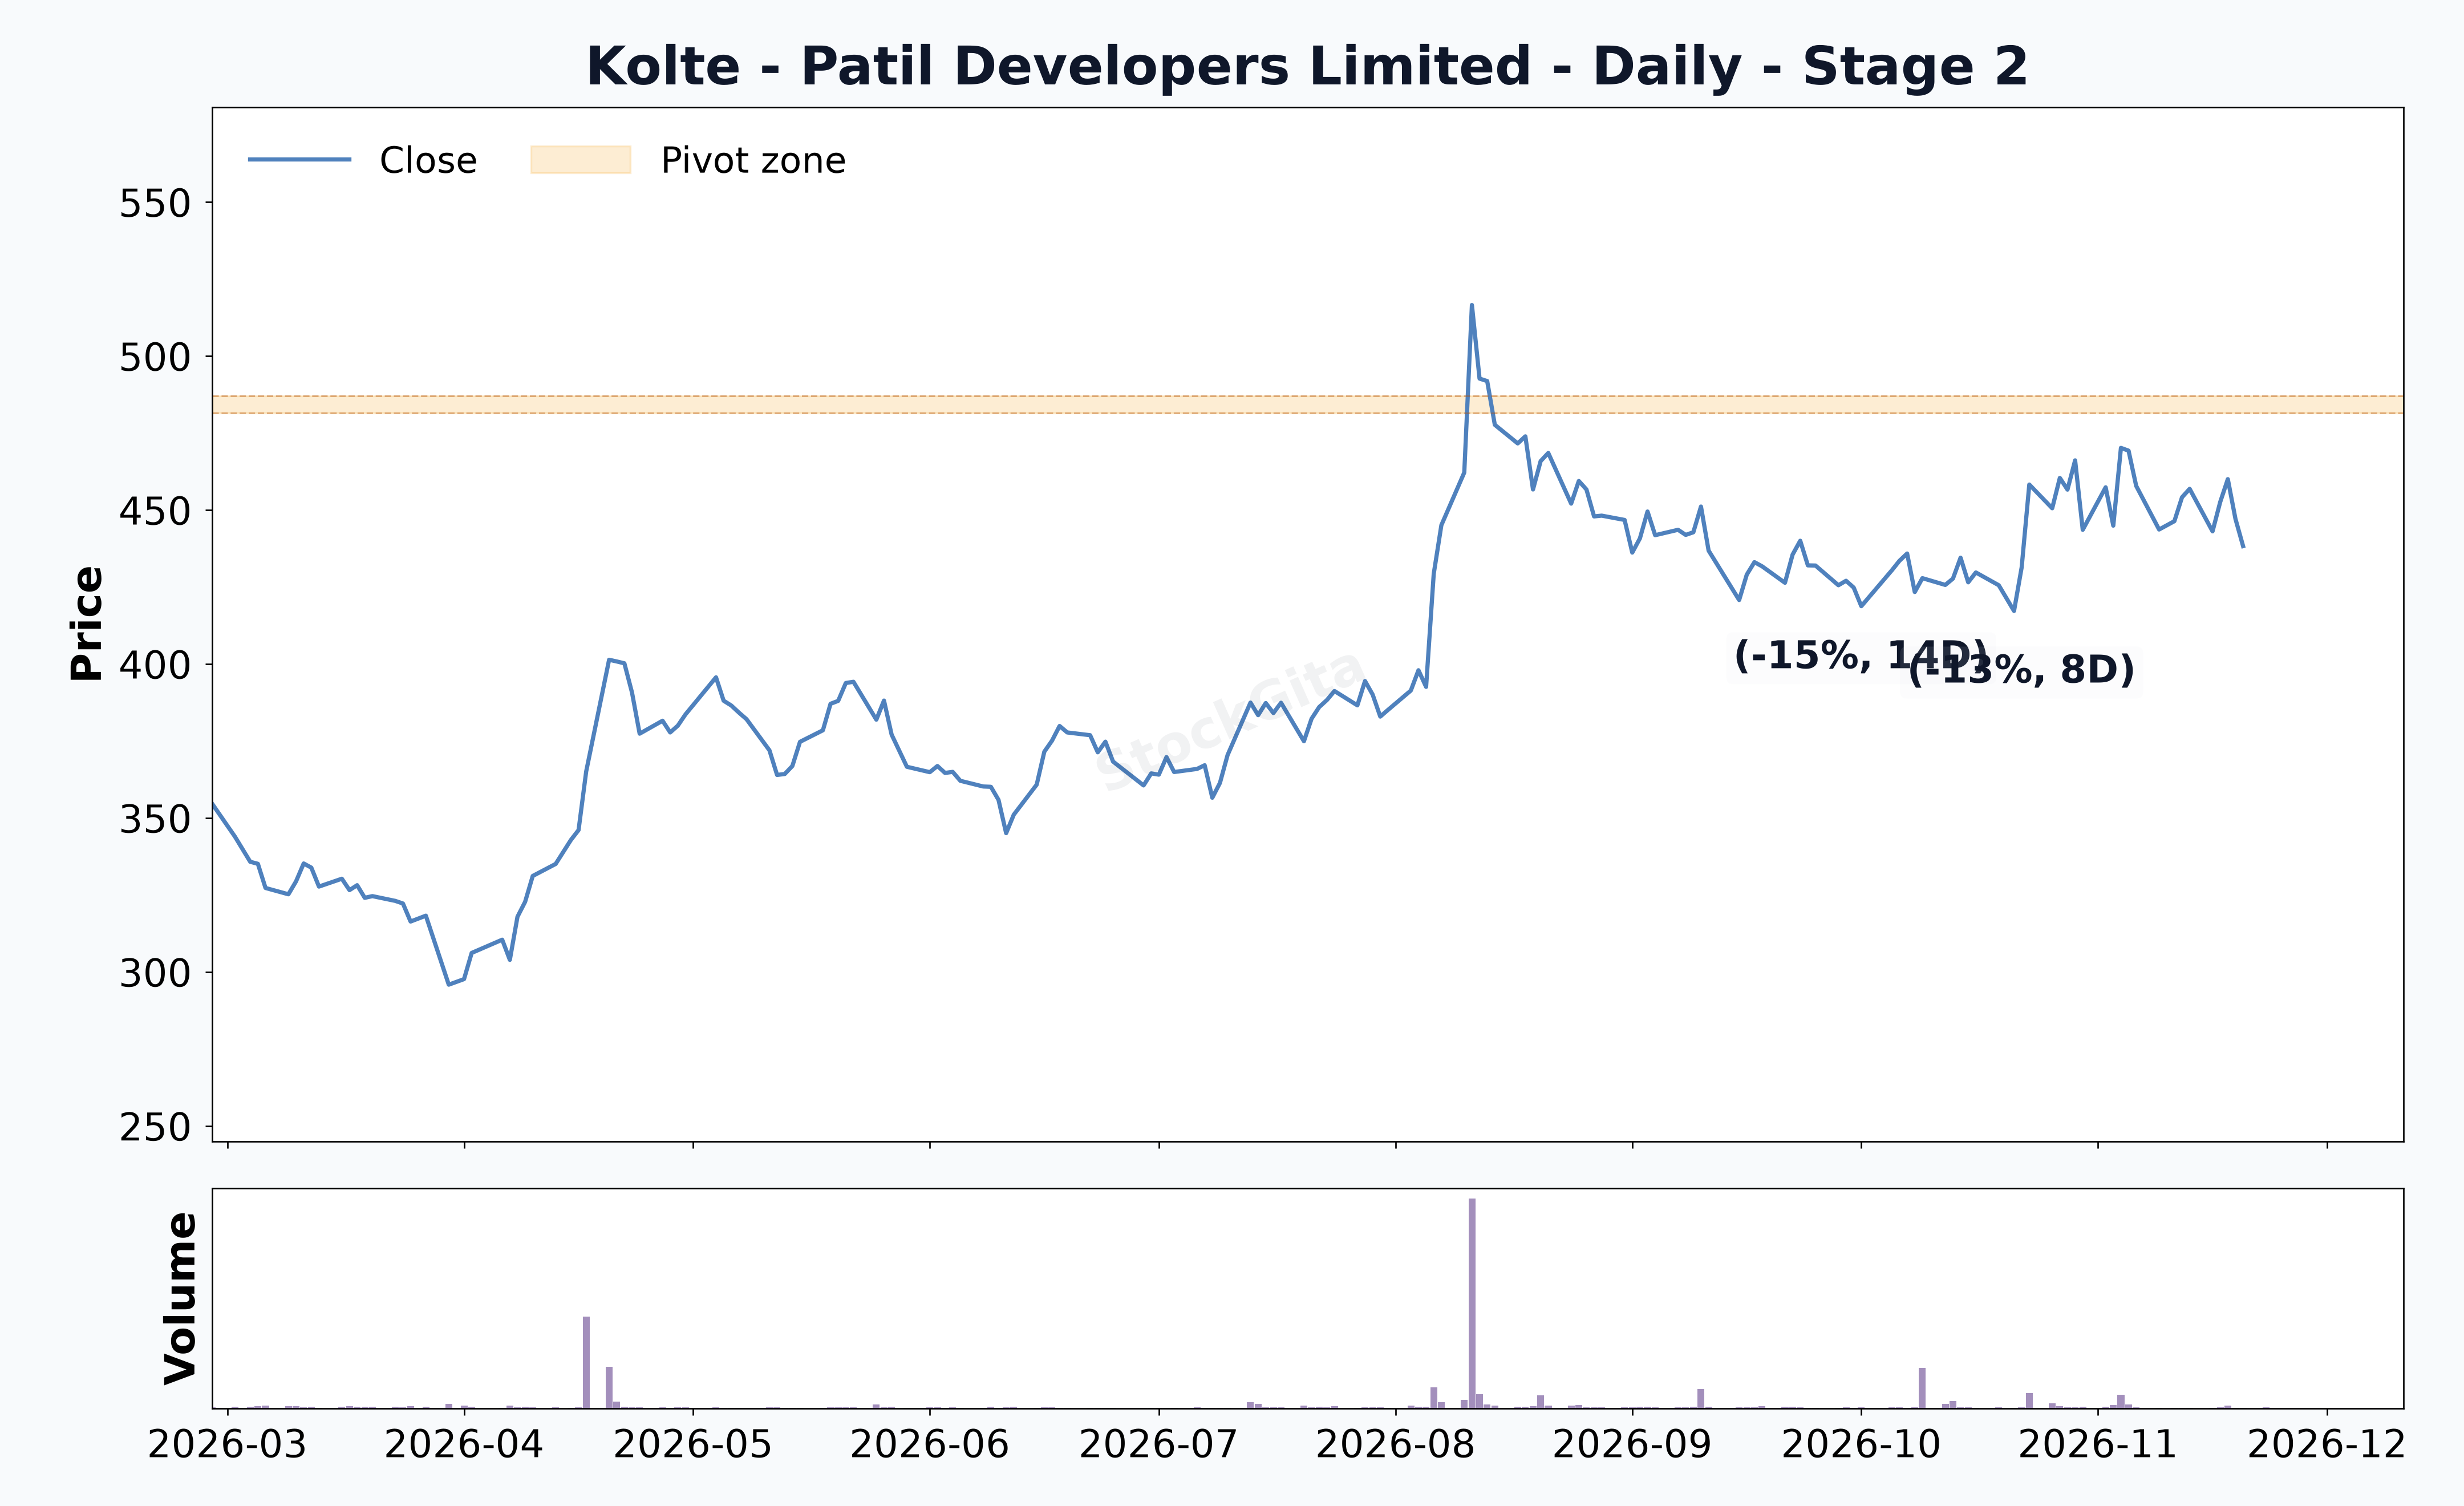 Kolte - Patil Developers Limited - Daily - Stage 2
Close
Pivot zone
550
500
450
400
350
300
250
Price
StockGita
(-15%, 14D)
(-13%, 8D)
Volume
2026-03
2026-04
2026-05
2026-06
2026-07
2026-08
2026-09
2026-10
2026-11
2026-12